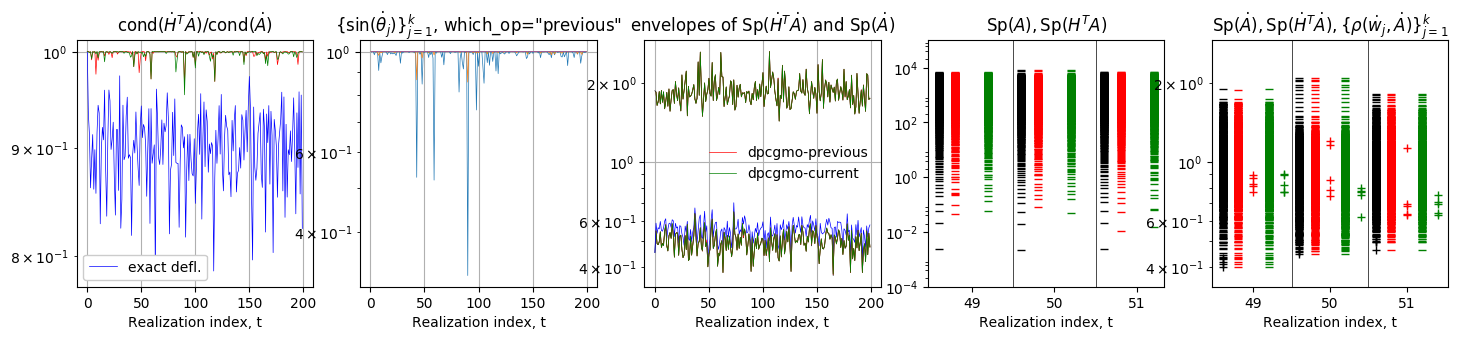 cond(Ḣ^T Ȧ)/cond(Ȧ)
10^0
9 × 10^−1
8 × 10^−1
exact defl.
0 50 100 150 200
Realization index, t
{sin(θ̇_j)}_{j=1}^k, which_op="previous"
10^0
6 × 10^−1
4 × 10^−1
0 50 100 150 200
Realization index, t
envelopes of Sp(Ḣ^T Ȧ) and Sp(Ȧ)
2 × 10^0
10^0
6 × 10^−1
4 × 10^−1
dpcgmo-previous
dpcgmo-current
0 50 100 150 200
Realization index, t
Sp(A), Sp(H^T A)
10^4
10^2
10^0
10^−2
10^−4
49 50 51
Realization index, t
Sp(Ȧ), Sp(Ḣ^T Ȧ), {ρ(ẇ_j, Ȧ)}_{j=1}^k
2 × 10^0
10^0
6 × 10^−1
4 × 10^−1
49 50 51
Realization index, t